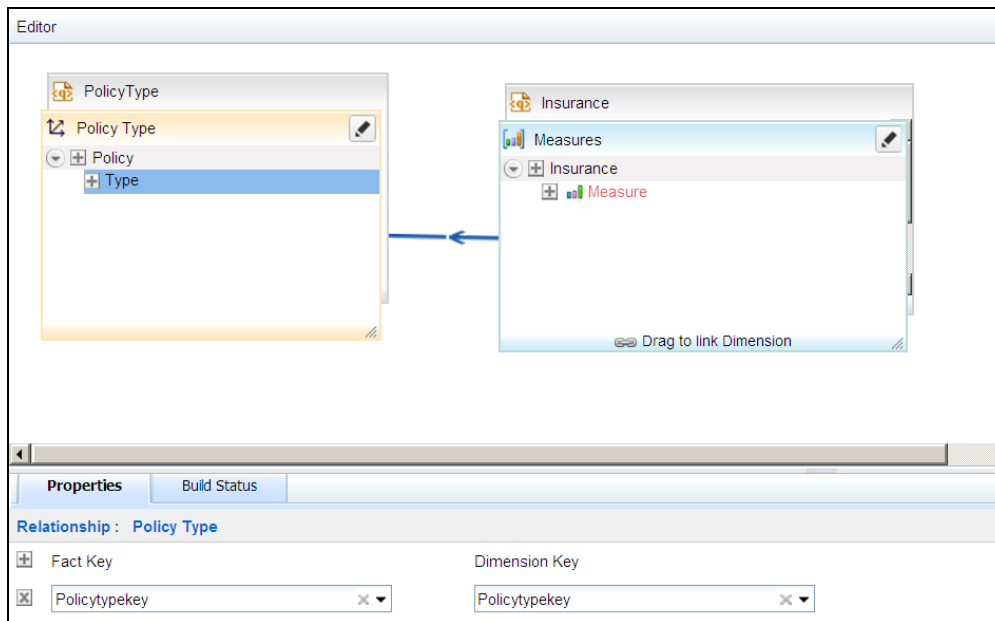 Editor
PolicyType
Policy Type
Policy
Type
Insurance
Measures
Insurance
Measure
Drag to link Dimension
Properties
Build Status
Relationship : Policy Type
Fact Key
Dimension Key
Policytypekey
Policytypekey